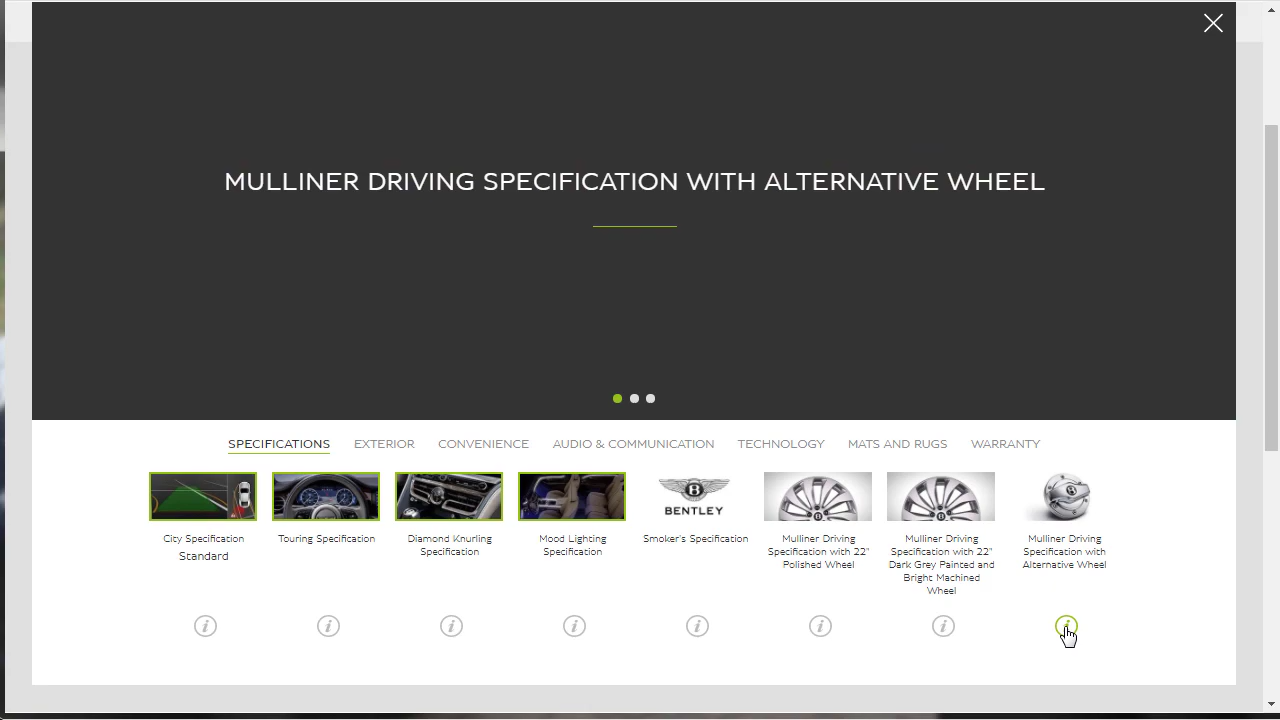 MULLINER DRIVING SPECIFICATION WITH ALTERNATIVE WHEEL
SPECIFICATIONS EXTERIOR CONVENIENCE AUDIO & COMMUNICATION TECHNOLOGY MATS AND RUGS WARRANTY
BENTLEY
City Specification
Standard
Touring Specification
Diamond Knurling
Specification
Mood Lighting
Specification
Smoker's Specification
Mulliner Driving
Specification with 22"
Polished Wheel
Mulliner Driving
Specification with 22"
Dark Grey Painted and
Bright Machined
Wheel
Mulliner Driving
Specification with
Alternative Wheel